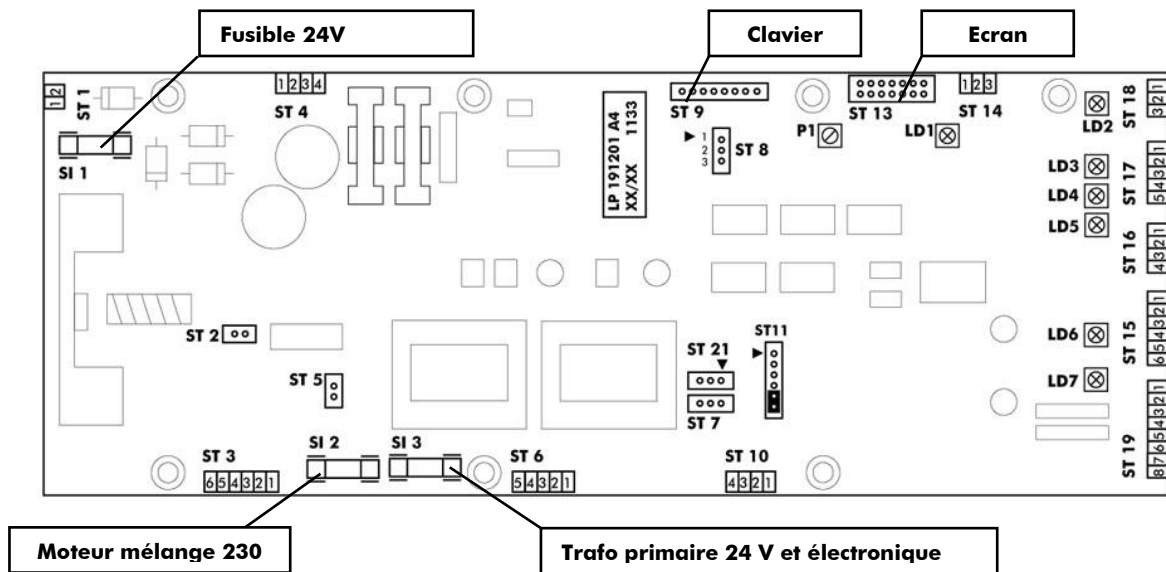 Fusible 24V
Clavier
Ecran
1 2
ST 1
1 2 3 4
ST 4
ST 9
ST 13
1 2 3
ST 14
LD2
3 2 1
ST 18
SI 1
LP 191201 A4
XX/XX 1133
1
2
3
ST 8
P1
LD1
LD3
LD4
LD5
5 4 3 2 1
ST 17
4 3 2 1
ST 16
ST 2
ST 5
ST 21
ST 7
ST11
LD6
LD7
6 5 4 3 2 1
ST 15
8 7 6 5 4 3 2 1
ST 19
ST 3
6 5 4 3 2 1
SI 2
SI 3
ST 6
5 4 3 2 1
ST 10
4 3 2 1
Moteur mélange 230
Trafo primaire 24 V et électronique